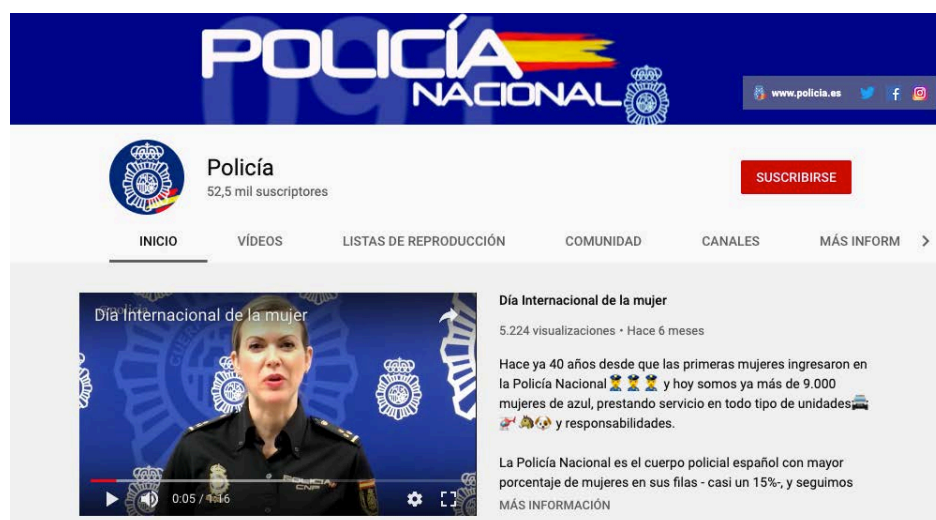 091
POLICÍA
NACIONAL
www.policia.es
Policía
52,5 mil suscriptores
SUSCRIBIRSE
INICIO VÍDEOS LISTAS DE REPRODUCCIÓN COMUNIDAD CANALES MÁS INFORM
Día Internacional de la mujer
POLICIA
CNP
0:05 / 1:16
Día Internacional de la mujer
5.224 visualizaciones • Hace 6 meses
Hace ya 40 años desde que las primeras mujeres ingresaron en
la Policía Nacional👮👮👮 y hoy somos ya más de 9.000
mujeres de azul, prestando servicio en todo tipo de unidades🚔
🚁🐴🐶 y responsabilidades.
La Policía Nacional es el cuerpo policial español con mayor
porcentaje de mujeres en sus filas - casi un 15%-, y seguimos
MÁS INFORMACIÓN